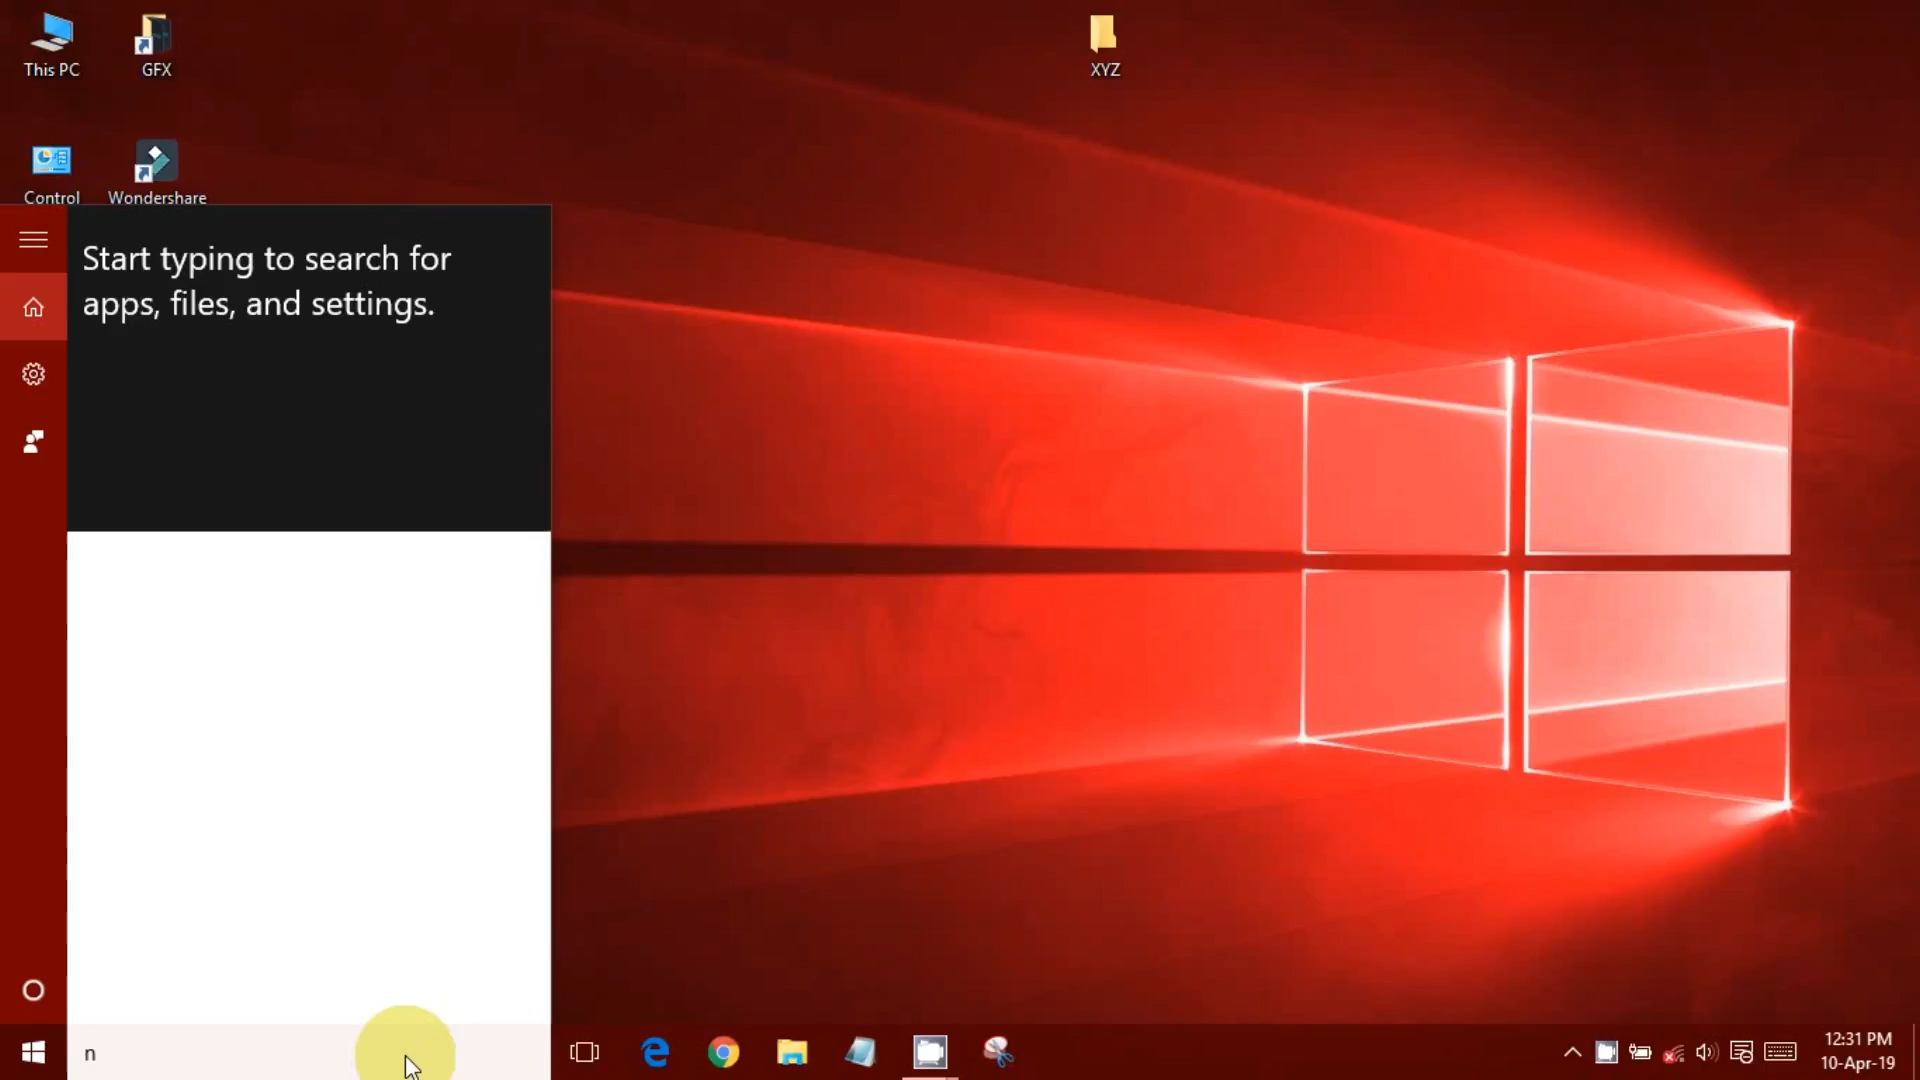 This PC
GFX
XYZ
Control
Wondershare
Start typing to search for
apps, files, and settings.
n
12:31 PM
10-Apr-19